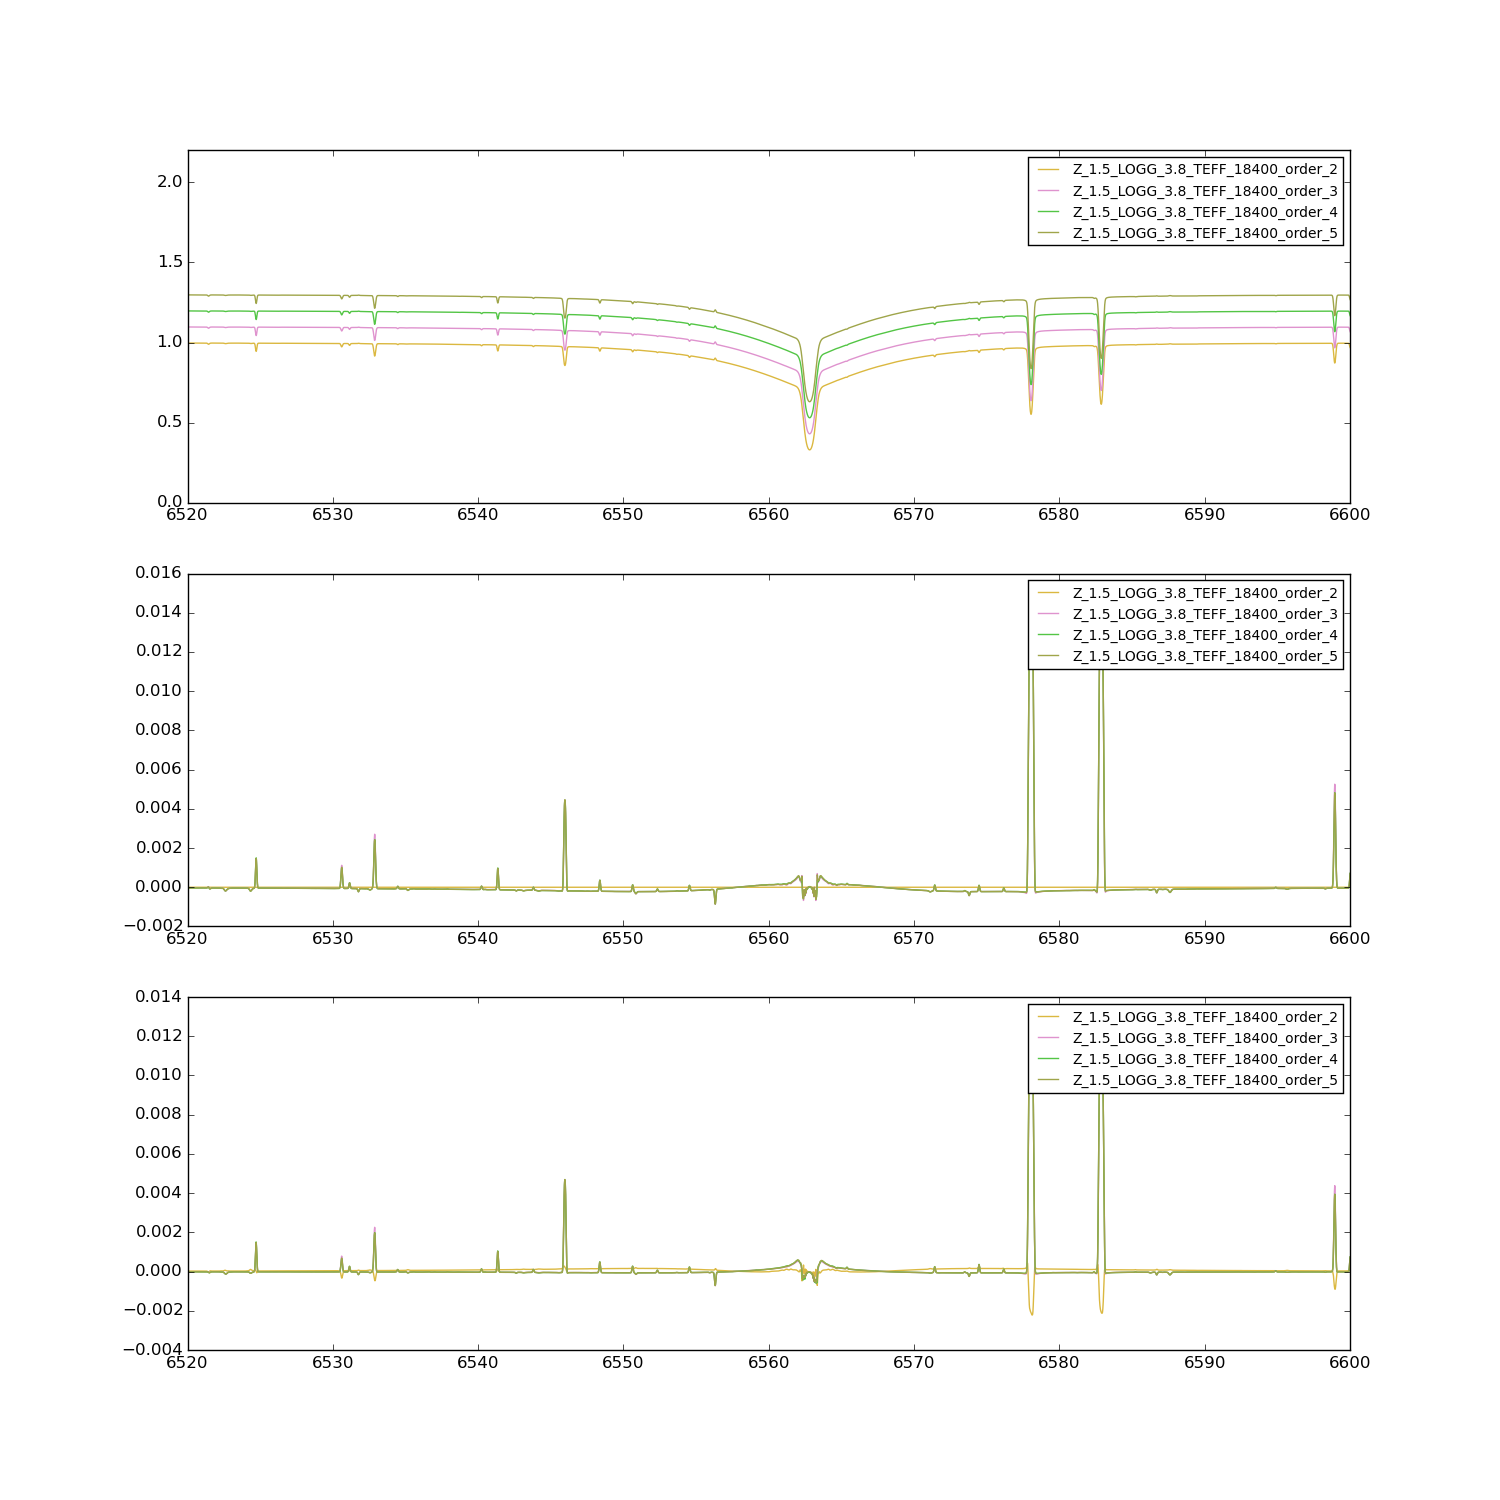 2.0
1.5
1.0
0.5
0.0
Z_1.5_LOGG_3.8_TEFF_18400_order_2
Z_1.5_LOGG_3.8_TEFF_18400_order_3
Z_1.5_LOGG_3.8_TEFF_18400_order_4
Z_1.5_LOGG_3.8_TEFF_18400_order_5
6520 6530 6540 6550 6560 6570 6580 6590 6600
0.016
0.014
0.012
0.010
0.008
0.006
0.004
0.002
0.000
−0.002
Z_1.5_LOGG_3.8_TEFF_18400_order_2
Z_1.5_LOGG_3.8_TEFF_18400_order_3
Z_1.5_LOGG_3.8_TEFF_18400_order_4
Z_1.5_LOGG_3.8_TEFF_18400_order_5
6520 6530 6540 6550 6560 6570 6580 6590 6600
0.014
0.012
0.010
0.008
0.006
0.004
0.002
0.000
−0.002
−0.004
Z_1.5_LOGG_3.8_TEFF_18400_order_2
Z_1.5_LOGG_3.8_TEFF_18400_order_3
Z_1.5_LOGG_3.8_TEFF_18400_order_4
Z_1.5_LOGG_3.8_TEFF_18400_order_5
6520 6530 6540 6550 6560 6570 6580 6590 6600